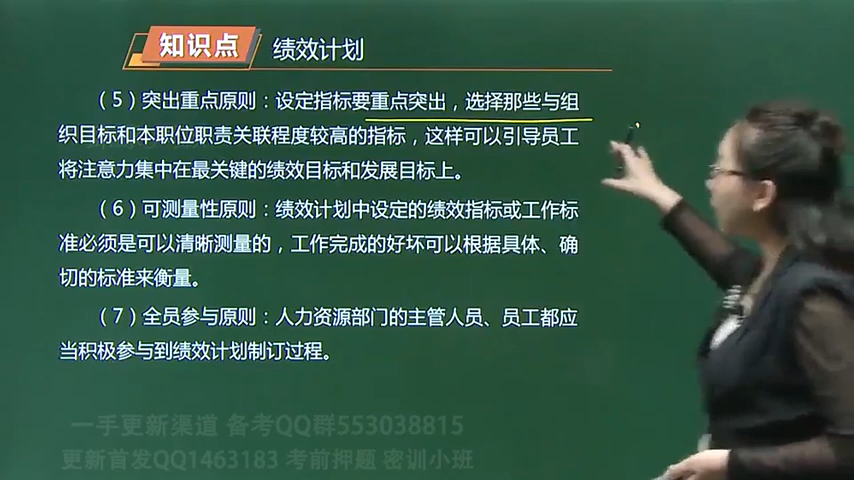 知识点 绩效计划
（5）突出重点原则：设定指标要重点突出，选择那些与组
织目标和本职位职责关联程度较高的指标，这样可以引导员工
将注意力集中在最关键的绩效目标和发展目标上。
（6）可测量性原则：绩效计划中设定的绩效指标或工作标
准必须是可以清晰测量的，工作完成的好坏可以根据具体、确
切的标准来衡量。
（7）全员参与原则：人力资源部门的主管人员、员工都应
当积极参与到绩效计划制订过程。
一手更新渠道 备考QQ群553038815
更新首发QQ1463183 考前押题 密训小班